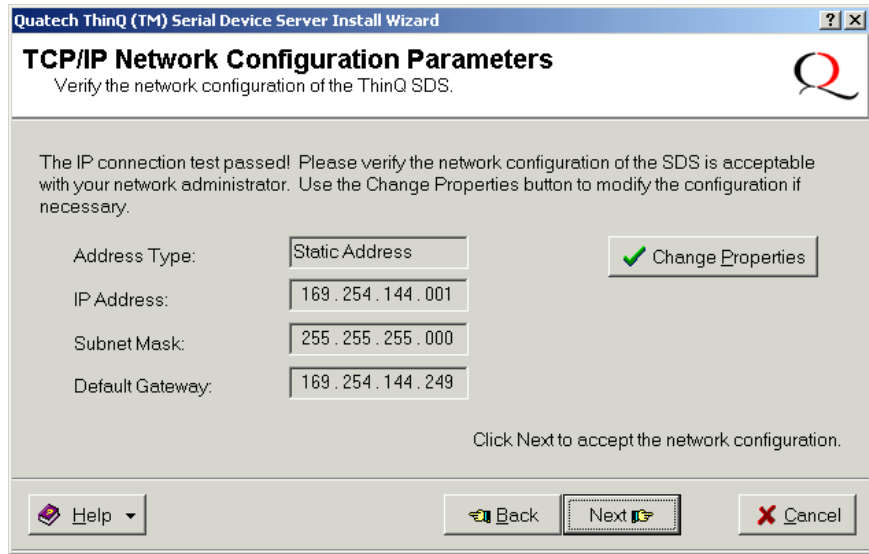 Quatech ThinQ (TM) Serial Device Server Install Wizard
TCP/IP Network Configuration Parameters
Verify the network configuration of the ThinQ SDS.
The IP connection test passed! Please verify the network configuration of the SDS is acceptable
with your network administrator. Use the Change Properties button to modify the configuration if
necessary.
Address Type: Static Address
Change Properties
IP Address: 169 . 254 . 144 . 001
Subnet Mask: 255 . 255 . 255 . 000
Default Gateway: 169 . 254 . 144 . 249
Click Next to accept the network configuration.
Help Back Next Cancel